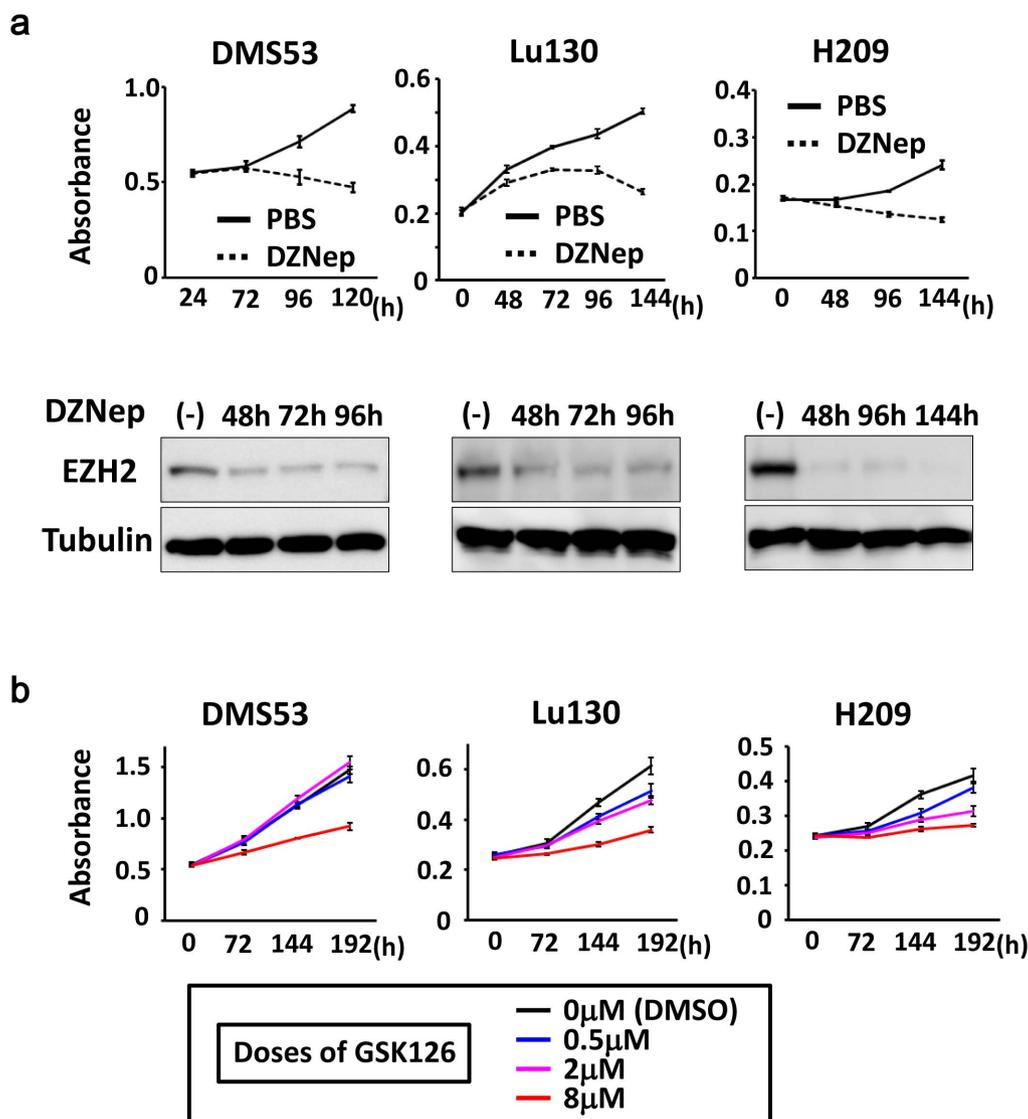 a
DMS53 Lu130 H209
Absorbance
1.0
0.5
0
PBS
DZNep
24 72 96 120(h)
0.6
0.4
0.2
0
PBS
DZNep
0 48 72 96 144(h)
0.4
0.3
0.2
0.1
0
PBS
DZNep
0 48 96 144(h)
DZNep (-) 48h 72h 96h (-) 48h 72h 96h (-) 48h 96h 144h
EZH2
Tubulin
b
DMS53 Lu130 H209
Absorbance
1.5
1.0
0.5
0
0 72 144 192(h)
0.6
0.4
0.2
0
0 72 144 192(h)
0.5
0.4
0.3
0.2
0.1
0
0 72 144 192(h)
Doses of GSK126
0μM (DMSO)
0.5μM
2μM
8μM